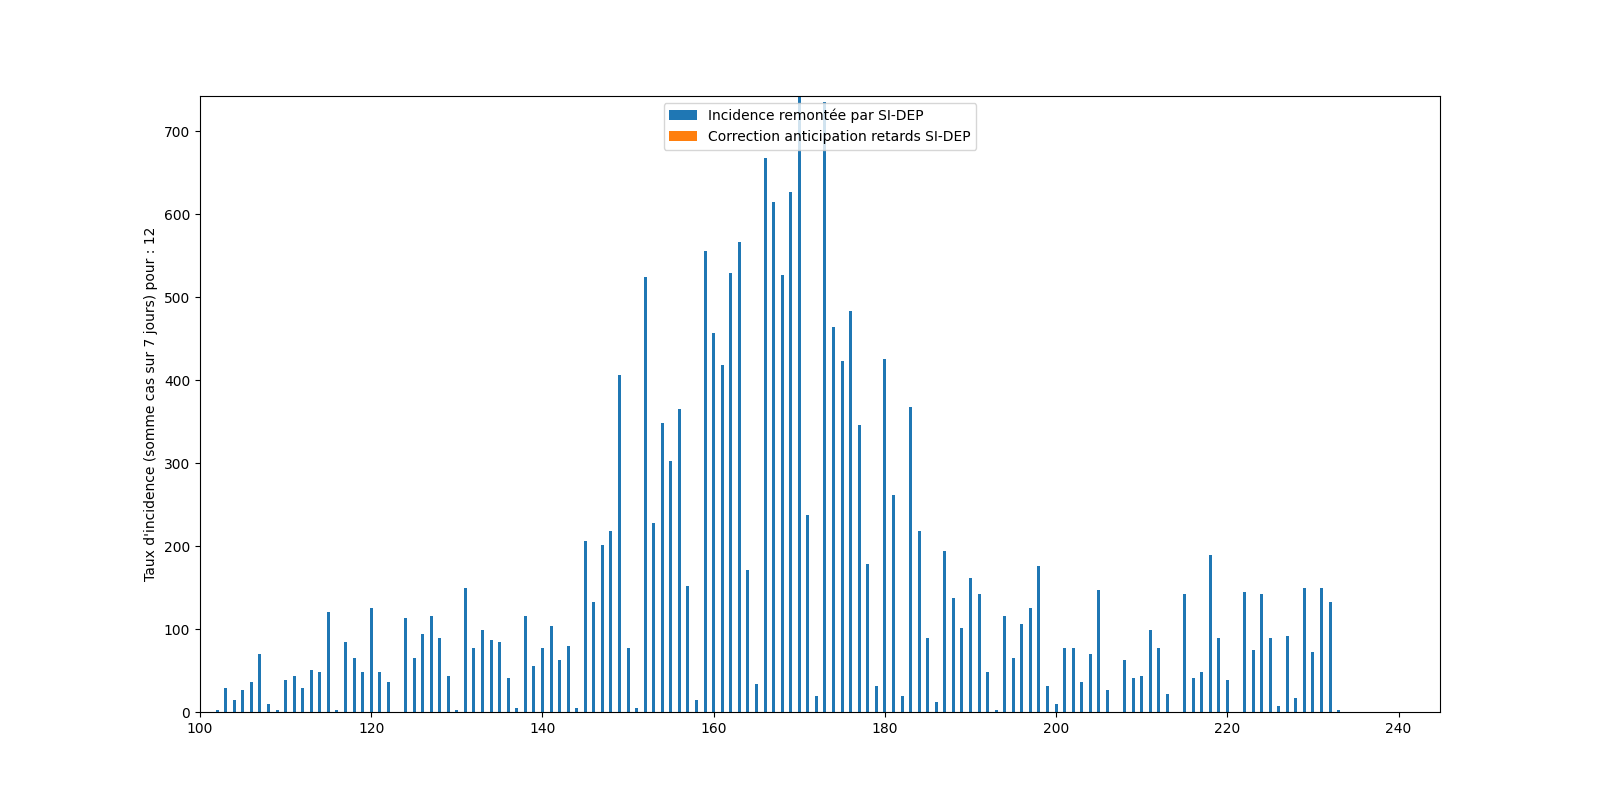 Incidence remontée par SI-DEP
Correction anticipation retards SI-DEP
Taux d'incidence (somme cas sur 7 jours) pour : 12
700
600
500
400
300
200
100
0
100 120 140 160 180 200 220 240